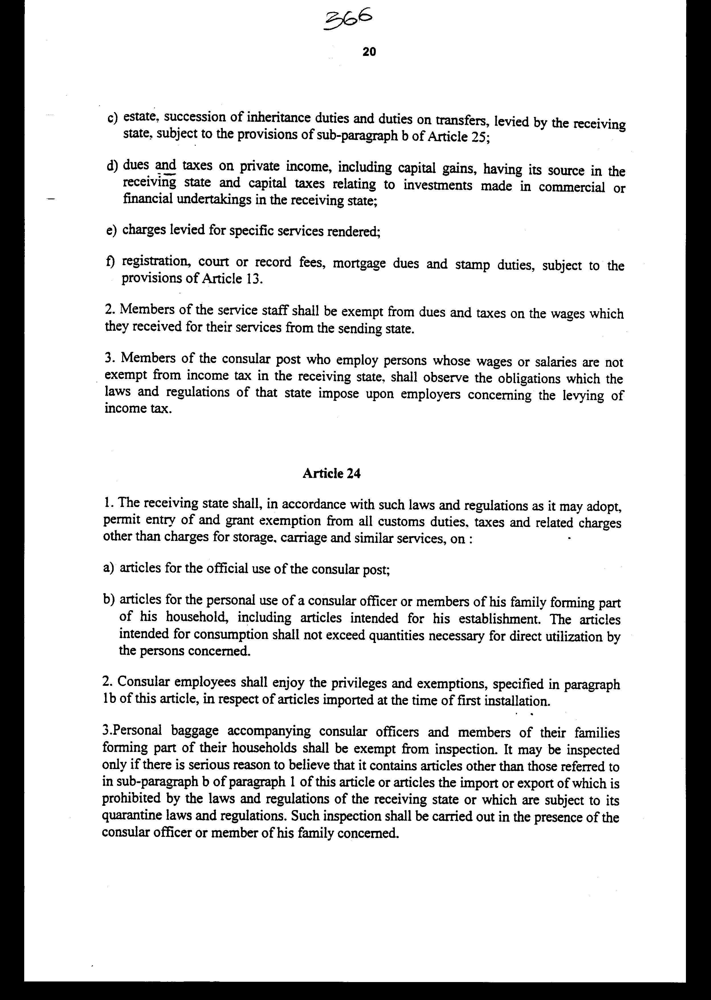 366
20
c) estate, succession of inheritance duties and duties on transfers, levied by the receiving
state, subject to the provisions of sub-paragraph b of Article 25;
d) dues and taxes on private income, including capital gains, having its source in the
receiving state and capital taxes relating to investments made in commercial or
financial undertakings in the receiving state;
e) charges levied for specific services rendered;
f) registration, court or record fees, mortgage dues and stamp duties, subject to the
provisions of Article 13.
2. Members of the service staff shall be exempt from dues and taxes on the wages which
they received for their services from the sending state.
3. Members of the consular post who employ persons whose wages or salaries are not
exempt from income tax in the receiving state, shall observe the obligations which the
laws and regulations of that state impose upon employers concerning the levying of
income tax.
Article 24
1. The receiving state shall, in accordance with such laws and regulations as it may adopt,
permit entry of and grant exemption from all customs duties, taxes and related charges
other than charges for storage, carriage and similar services, on :
a) articles for the official use of the consular post;
b) articles for the personal use of a consular officer or members of his family forming part
of his household, including articles intended for his establishment. The articles
intended for consumption shall not exceed quantities necessary for direct utilization by
the persons concerned.
2. Consular employees shall enjoy the privileges and exemptions, specified in paragraph
1b of this article, in respect of articles imported at the time of first installation.
3.Personal baggage accompanying consular officers and members of their families
forming part of their households shall be exempt from inspection. It may be inspected
only if there is serious reason to believe that it contains articles other than those referred to
in sub-paragraph b of paragraph 1 of this article or articles the import or export of which is
prohibited by the laws and regulations of the receiving state or which are subject to its
quarantine laws and regulations. Such inspection shall be carried out in the presence of the
consular officer or member of his family concerned.